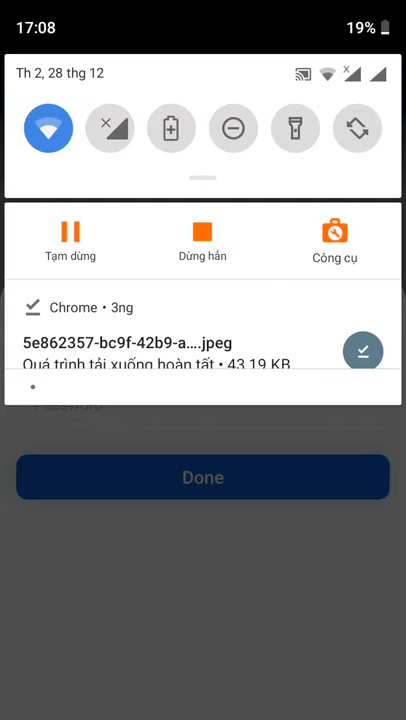 17:08
19%
Th 2, 28 thg 12
Tạm dừng
Dừng hẳn
Công cụ
Chrome • 3ng
5e862357-bc9f-42b9-a....jpeg
Quá trình tải xuống hoàn tất • 43,19 KB
Password
Done